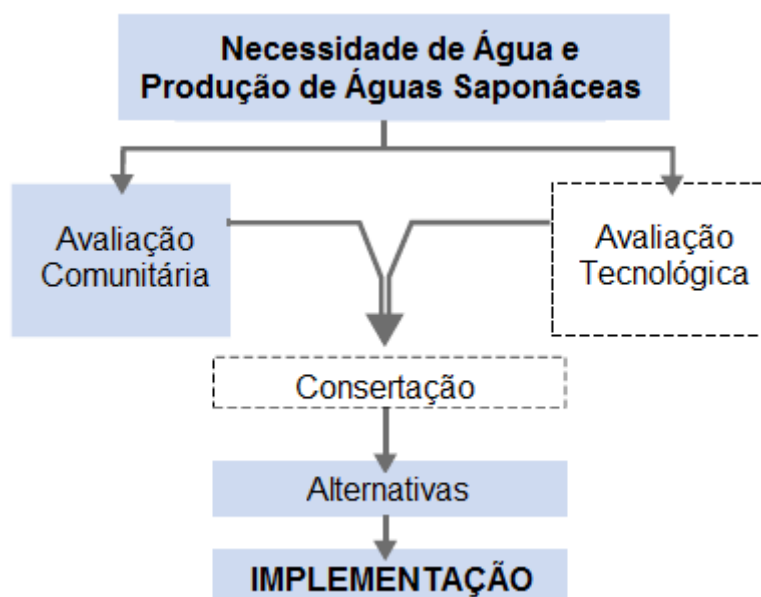 Necessidade de Água e
Produção de Águas Saponáceas
Avaliação
Comunitária
Avaliação
Tecnológica
Consertação
Alternativas
IMPLEMENTAÇÃO